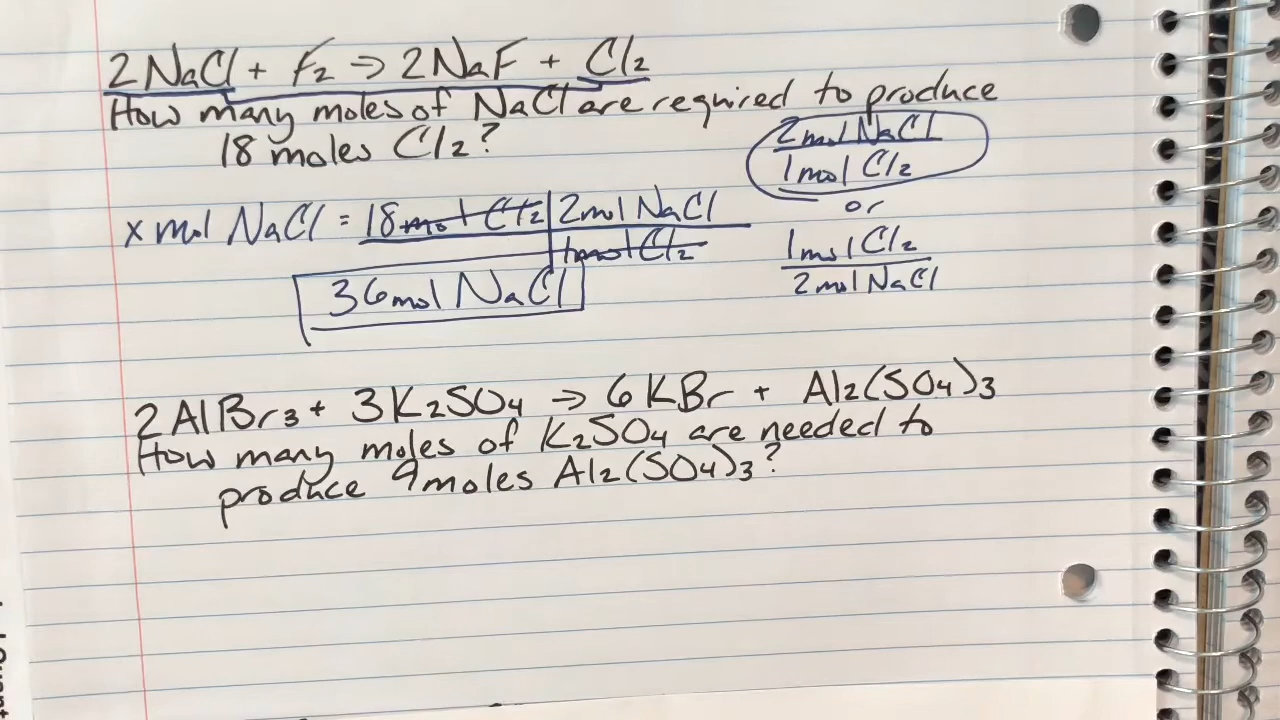 2NaCl + F2 → 2NaF + Cl2
How many moles of NaCl are required to produce
18 moles Cl2?
2mol NaCl
1mol Cl2
or
1mol Cl2
2mol NaCl
x mol NaCl = 18 mol Cl2 | 2mol NaCl
1mol Cl2
36mol NaCl
2AlBr3 + 3K2SO4 → 6KBr + Al2(SO4)3
How many moles of K2SO4 are needed to
produce 9moles Al2(SO4)3?